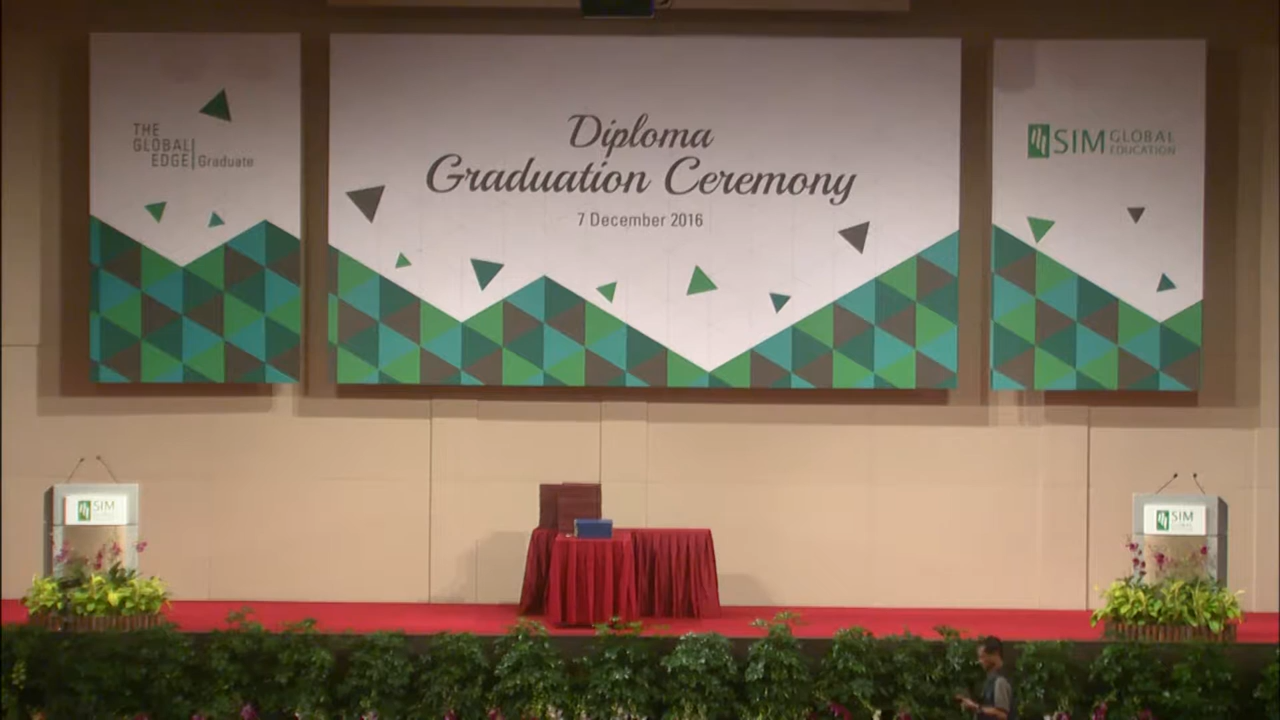 THE
GLOBAL
EDGE Graduate
Diploma
Graduation Ceremony
7 December 2016
SIM GLOBAL
EDUCATION
SIM
SIM